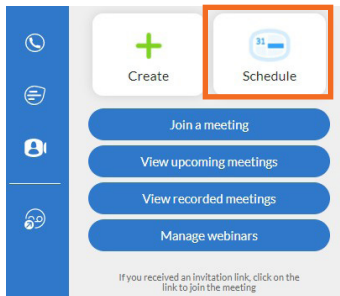 31
Create
Schedule
Join a meeting
View upcoming meetings
View recorded meetings
Manage webinars
If you received an invitation link, click on the
link to join the meeting